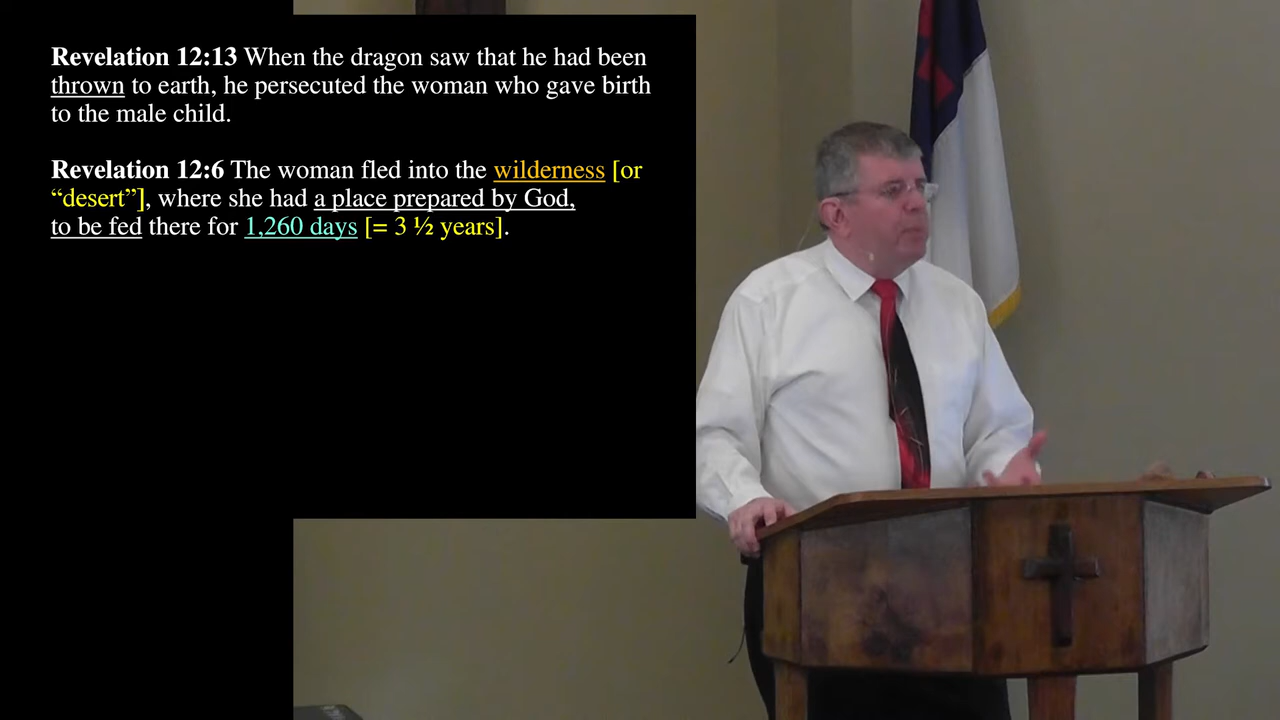 Revelation 12:13 When the dragon saw that he had been
thrown to earth, he persecuted the woman who gave birth
to the male child.
Revelation 12:6 The woman fled into the wilderness [or
“desert”], where she had a place prepared by God,
to be fed there for 1,260 days [= 3 ½ years].